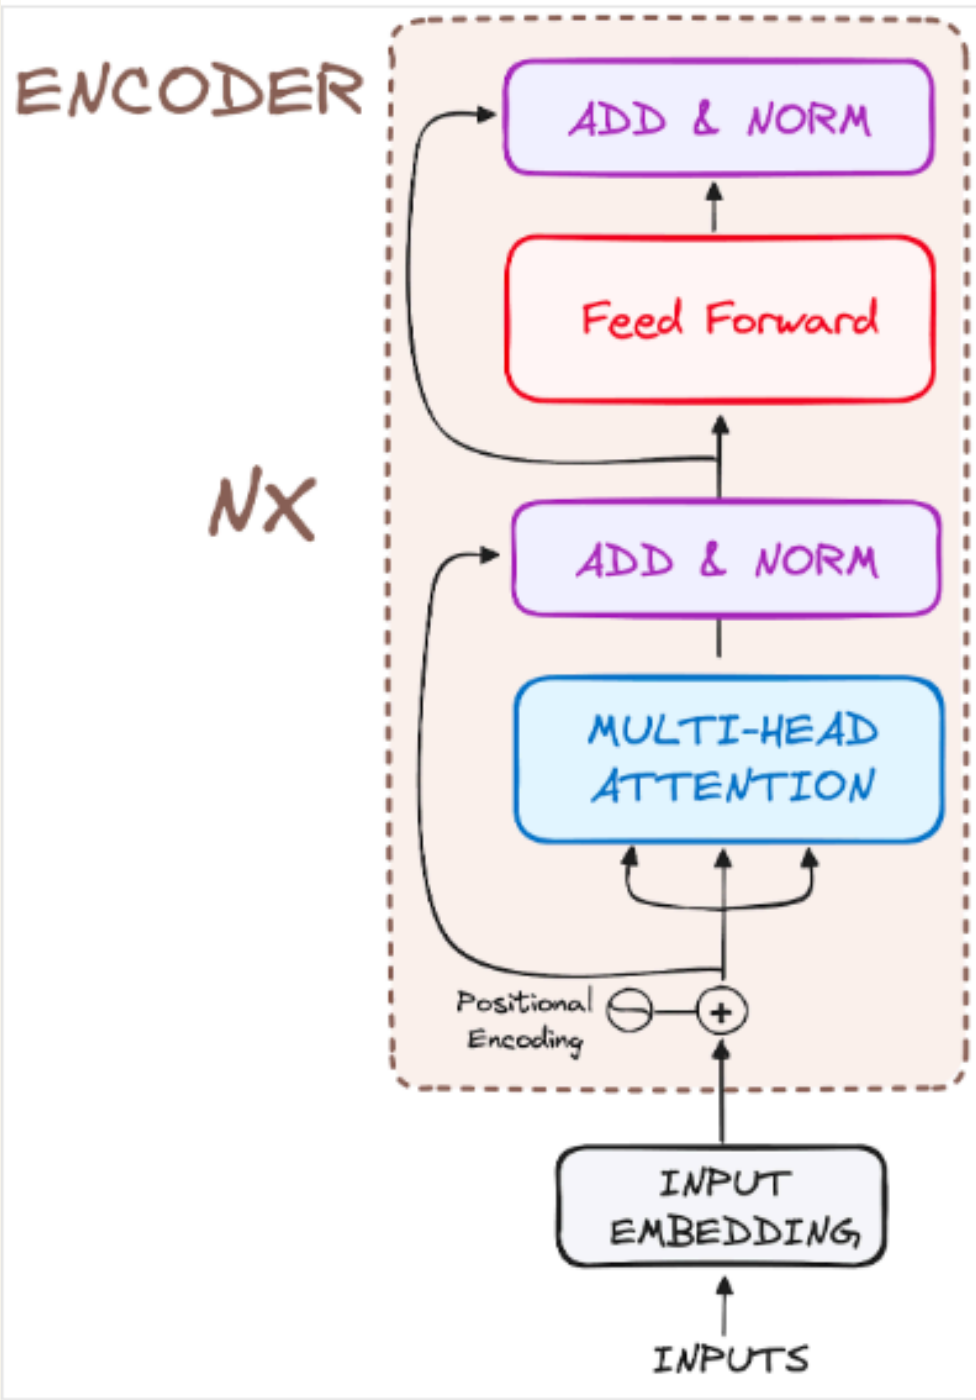 ENCODER
ADD & NORM
Feed Forward
NX
ADD & NORM
MULTI-HEAD
ATTENTION
Positional
Encoding
+
INPUT
EMBEDDING
INPUTS